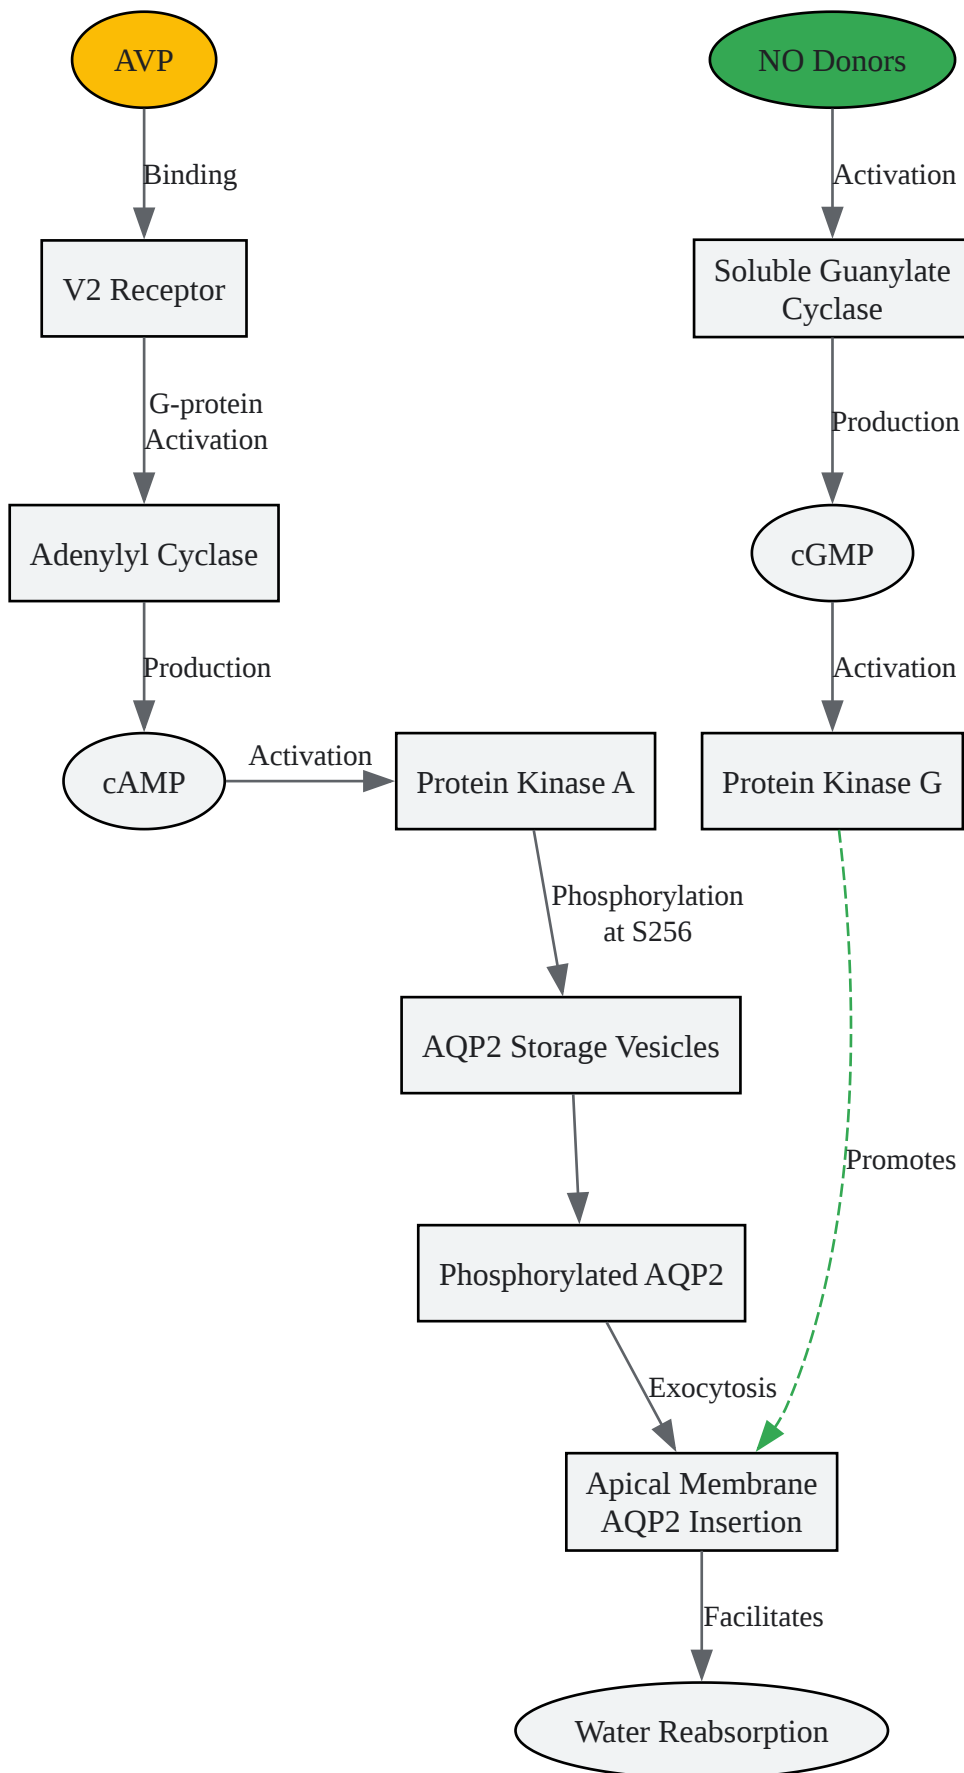 AVP
NO Donors
Binding
Activation
V2 Receptor
Soluble Guanylate
Cyclase
G-protein
Activation
Production
Adenylyl Cyclase
cGMP
Production
Activation
cAMP
Activation
Protein Kinase A
Protein Kinase G
Phosphorylation
at S256
AQP2 Storage Vesicles
Promotes
Phosphorylated AQP2
Exocytosis
Apical Membrane
AQP2 Insertion
Facilitates
Water Reabsorption